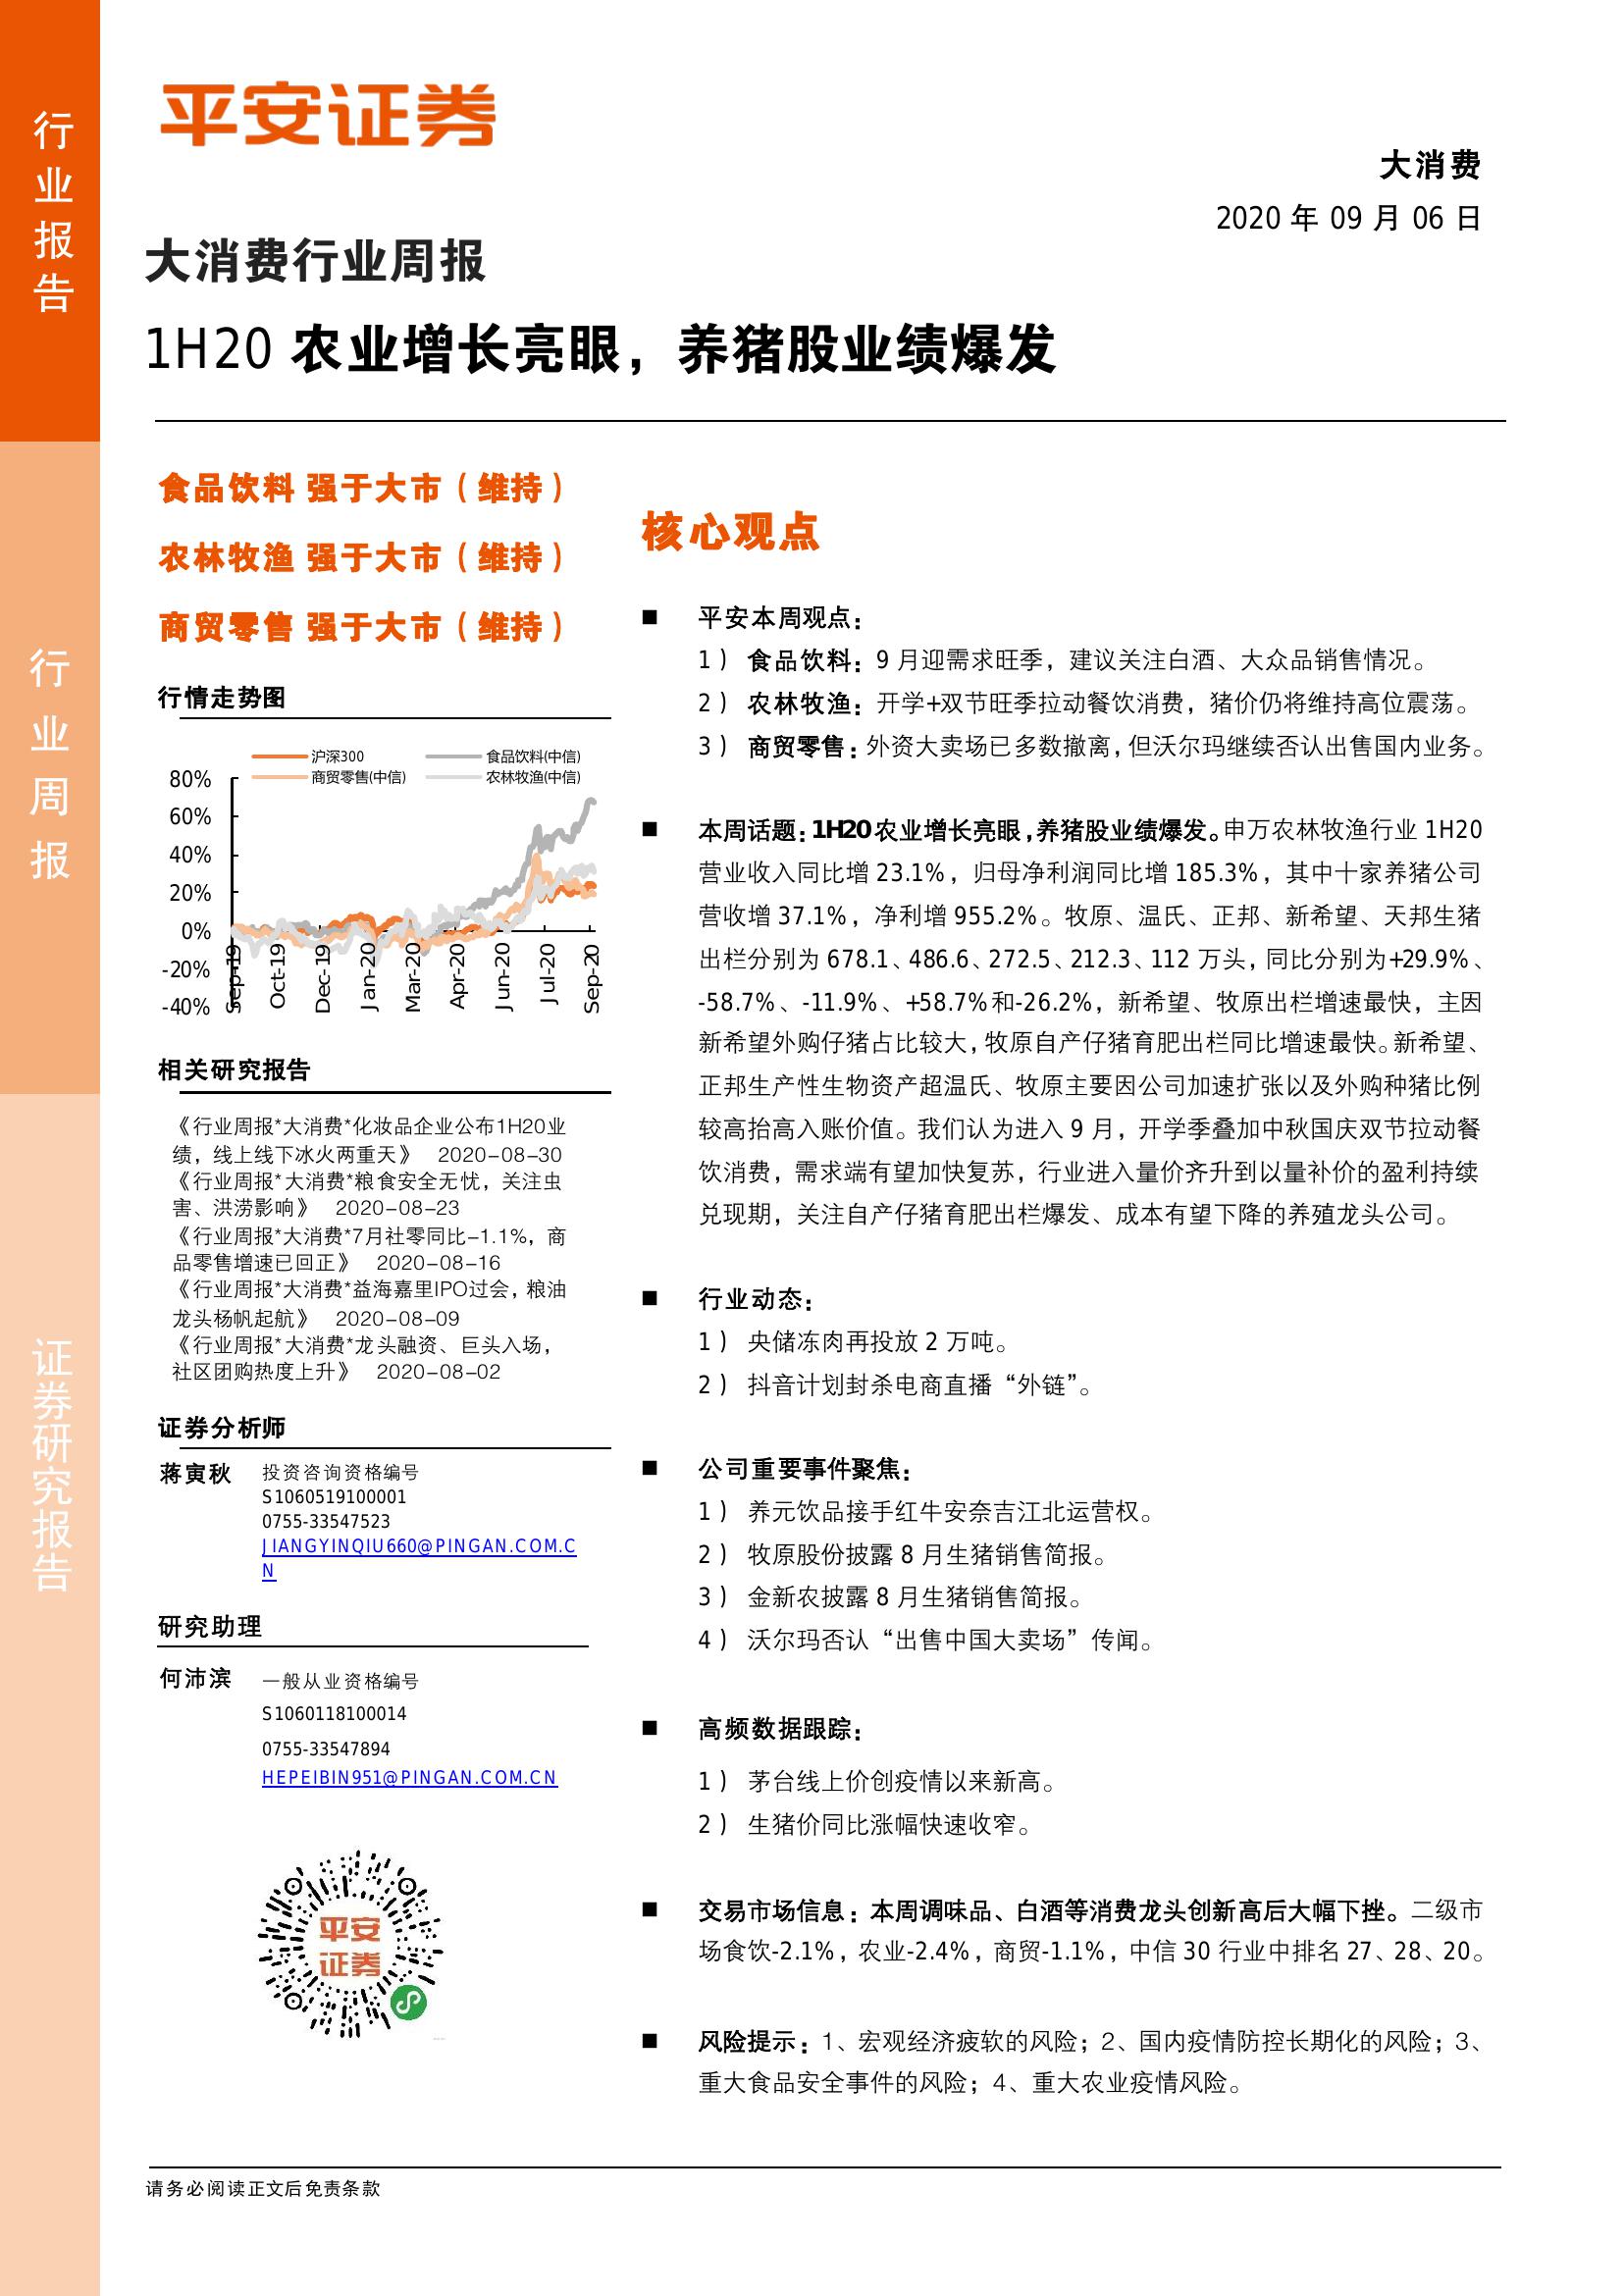 行业报告
行业周报
证券研究报告
平安证券
大消费
2020 年 09 月 06 日
大消费行业周报
1H20 农业增长亮眼，养猪股业绩爆发
食品饮料 强于大市（维持）
农林牧渔 强于大市（维持）
商贸零售 强于大市（维持）
行情走势图
沪深300 食品饮料(中信)
商贸零售(中信) 农林牧渔(中信)
80%
60%
40%
20%
0%
-20%
-40%
Sep-19 Oct-19 Dec-19 Jan-20 Mar-20 Apr-20 Jun-20 Jul-20 Sep-20
相关研究报告
《行业周报*大消费*化妆品企业公布1H20业
绩，线上线下冰火两重天》 2020-08-30
《行业周报*大消费*粮食安全无忧，关注虫
害、洪涝影响》 2020-08-23
《行业周报*大消费*7月社零同比-1.1%，商
品零售增速已回正》 2020-08-16
《行业周报*大消费*益海嘉里IPO过会，粮油
龙头杨帆起航》 2020-08-09
《行业周报*大消费*龙头融资、巨头入场，
社区团购热度上升》 2020-08-02
证券分析师
蒋寅秋 投资咨询资格编号
S1060519100001
0755-33547523
JIANGYINQIU660@PINGAN.COM.C
N
研究助理
何沛滨 一般从业资格编号
S1060118100014
0755-33547894
HEPEIBIN951@PINGAN.COM.CN
平安
证券
核心观点
■ 平安本周观点：
1） 食品饮料：9 月迎需求旺季，建议关注白酒、大众品销售情况。
2） 农林牧渔：开学+双节旺季拉动餐饮消费，猪价仍将维持高位震荡。
3） 商贸零售：外资大卖场已多数撤离，但沃尔玛继续否认出售国内业务。
■ 本周话题：1H20 农业增长亮眼，养猪股业绩爆发。申万农林牧渔行业 1H20
营业收入同比增 23.1%，归母净利润同比增 185.3%，其中十家养猪公司
营收增 37.1%，净利增 955.2%。牧原、温氏、正邦、新希望、天邦生猪
出栏分别为 678.1、486.6、272.5、212.3、112 万头，同比分别为+29.9%、
-58.7%、-11.9%、+58.7%和-26.2%，新希望、牧原出栏增速最快，主因
新希望外购仔猪占比较大，牧原自产仔猪育肥出栏同比增速最快。新希望、
正邦生产性生物资产超温氏、牧原主要因公司加速扩张以及外购种猪比例
较高抬高入账价值。我们认为进入 9 月，开学季叠加中秋国庆双节拉动餐
饮消费，需求端有望加快复苏，行业进入量价齐升到以量补价的盈利持续
兑现期，关注自产仔猪育肥出栏爆发、成本有望下降的养殖龙头公司。
■ 行业动态：
1） 央储冻肉再投放 2 万吨。
2） 抖音计划封杀电商直播“外链”。
■ 公司重要事件聚焦：
1） 养元饮品接手红牛安奈吉江北运营权。
2） 牧原股份披露 8 月生猪销售简报。
3） 金新农披露 8 月生猪销售简报。
4） 沃尔玛否认“出售中国大卖场”传闻。
■ 高频数据跟踪：
1） 茅台线上价创疫情以来新高。
2） 生猪价同比涨幅快速收窄。
■ 交易市场信息：本周调味品、白酒等消费龙头创新高后大幅下挫。二级市
场食饮-2.1%，农业-2.4%，商贸-1.1%，中信 30 行业中排名 27、28、20。
■ 风险提示：1、宏观经济疲软的风险；2、国内疫情防控长期化的风险；3、
重大食品安全事件的风险；4、重大农业疫情风险。
请务必阅读正文后免责条款